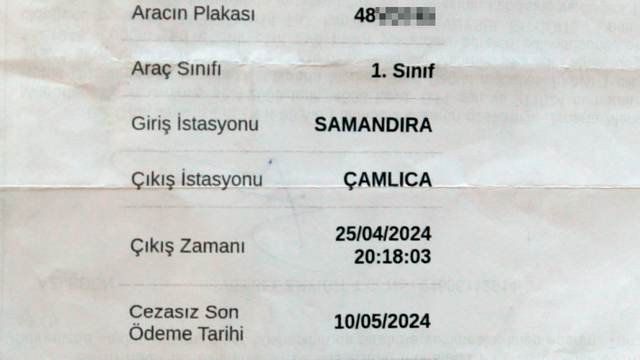 Aracın Plakası 48
Araç Sınıfı 1. Sınıf
Giriş İstasyonu SAMANDIRA
Çıkış İstasyonu ÇAMLICA
Çıkış Zamanı 25/04/2024
20:18:03
Cezasız Son
Ödeme Tarihi 10/05/2024